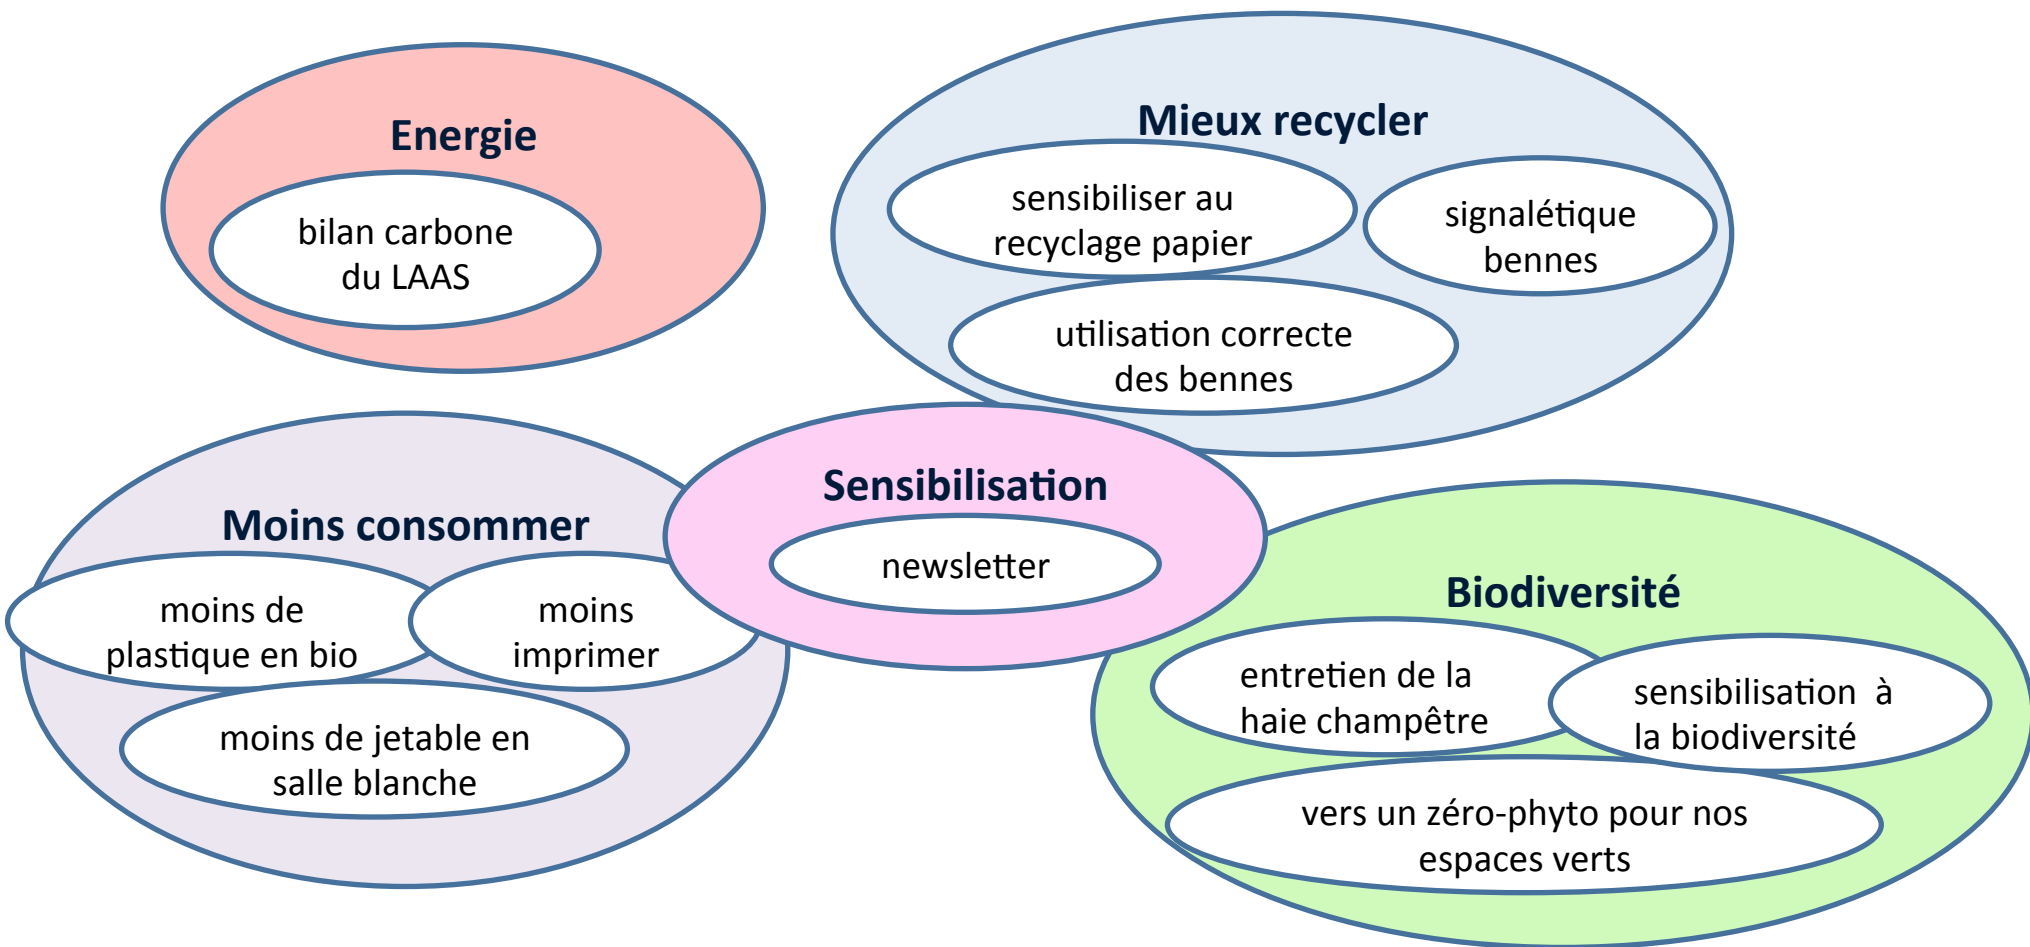 Energie
bilan carbone
du LAAS
Mieux recycler
sensibiliser au
recyclage papier
signalétique
bennes
utilisation correcte
des bennes
Moins consommer
moins de
plastique en bio
moins
imprimer
moins de jetable en
salle blanche
Sensibilisation
newsletter
Biodiversité
entretien de la
haie champêtre
sensibilisation à
la biodiversité
vers un zéro-phyto pour nos
espaces verts